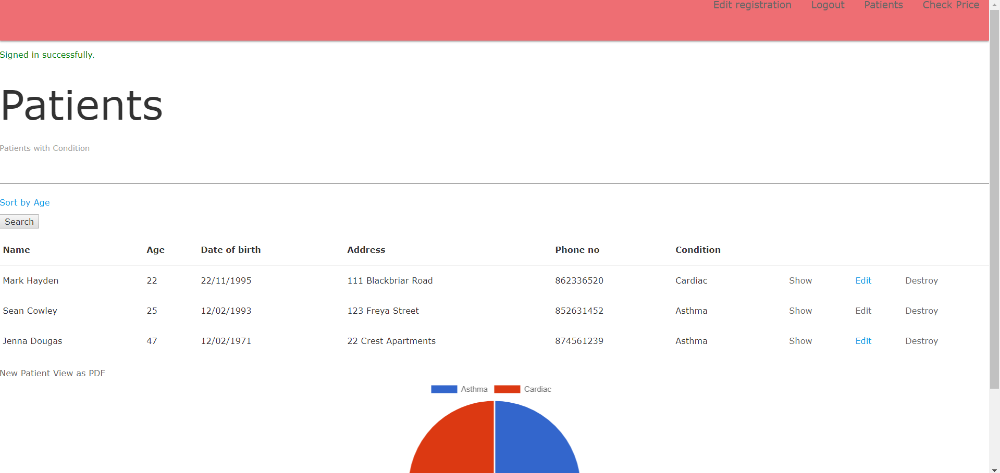 Edit registration Logout Patients Check Price
Signed in successfully.
Patients
Patients with Condition
Sort by Age
Search
Name Age Date of birth Address Phone no Condition
Mark Hayden 22 22/11/1995 111 Blackbriar Road 862336520 Cardiac Show Edit Destroy
Sean Cowley 25 12/02/1993 123 Freya Street 852631452 Asthma Show Edit Destroy
Jenna Dougas 47 12/02/1971 22 Crest Apartments 874561239 Asthma Show Edit Destroy
New Patient View as PDF
Asthma Cardiac